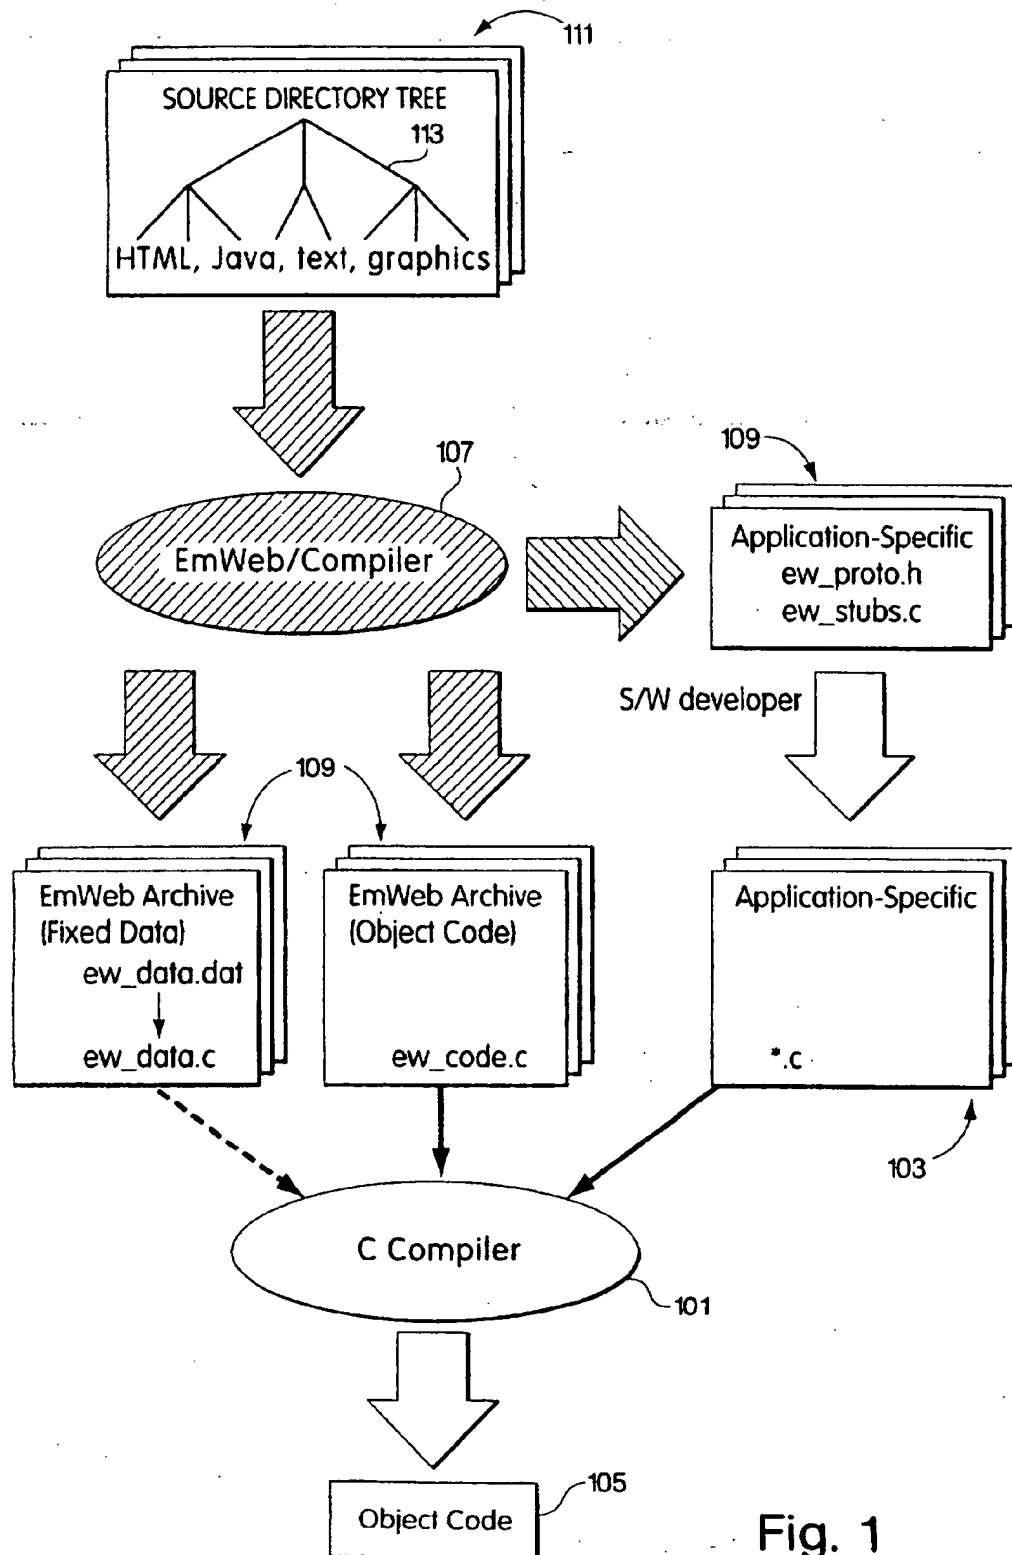 111
SOURCE DIRECTORY TREE
113
HTML, Java, text, graphics
107
109
EmWeb/Compiler
Application-Specific
ew_proto.h
ew_stubs.c
S/W developer
109
EmWeb Archive
(Fixed Data)
ew_data.dat
ew_data.c
EmWeb Archive
(Object Code)
ew_code.c
Application-Specific
*.c
103
C Compiler
101
105
Object Code
Fig. 1